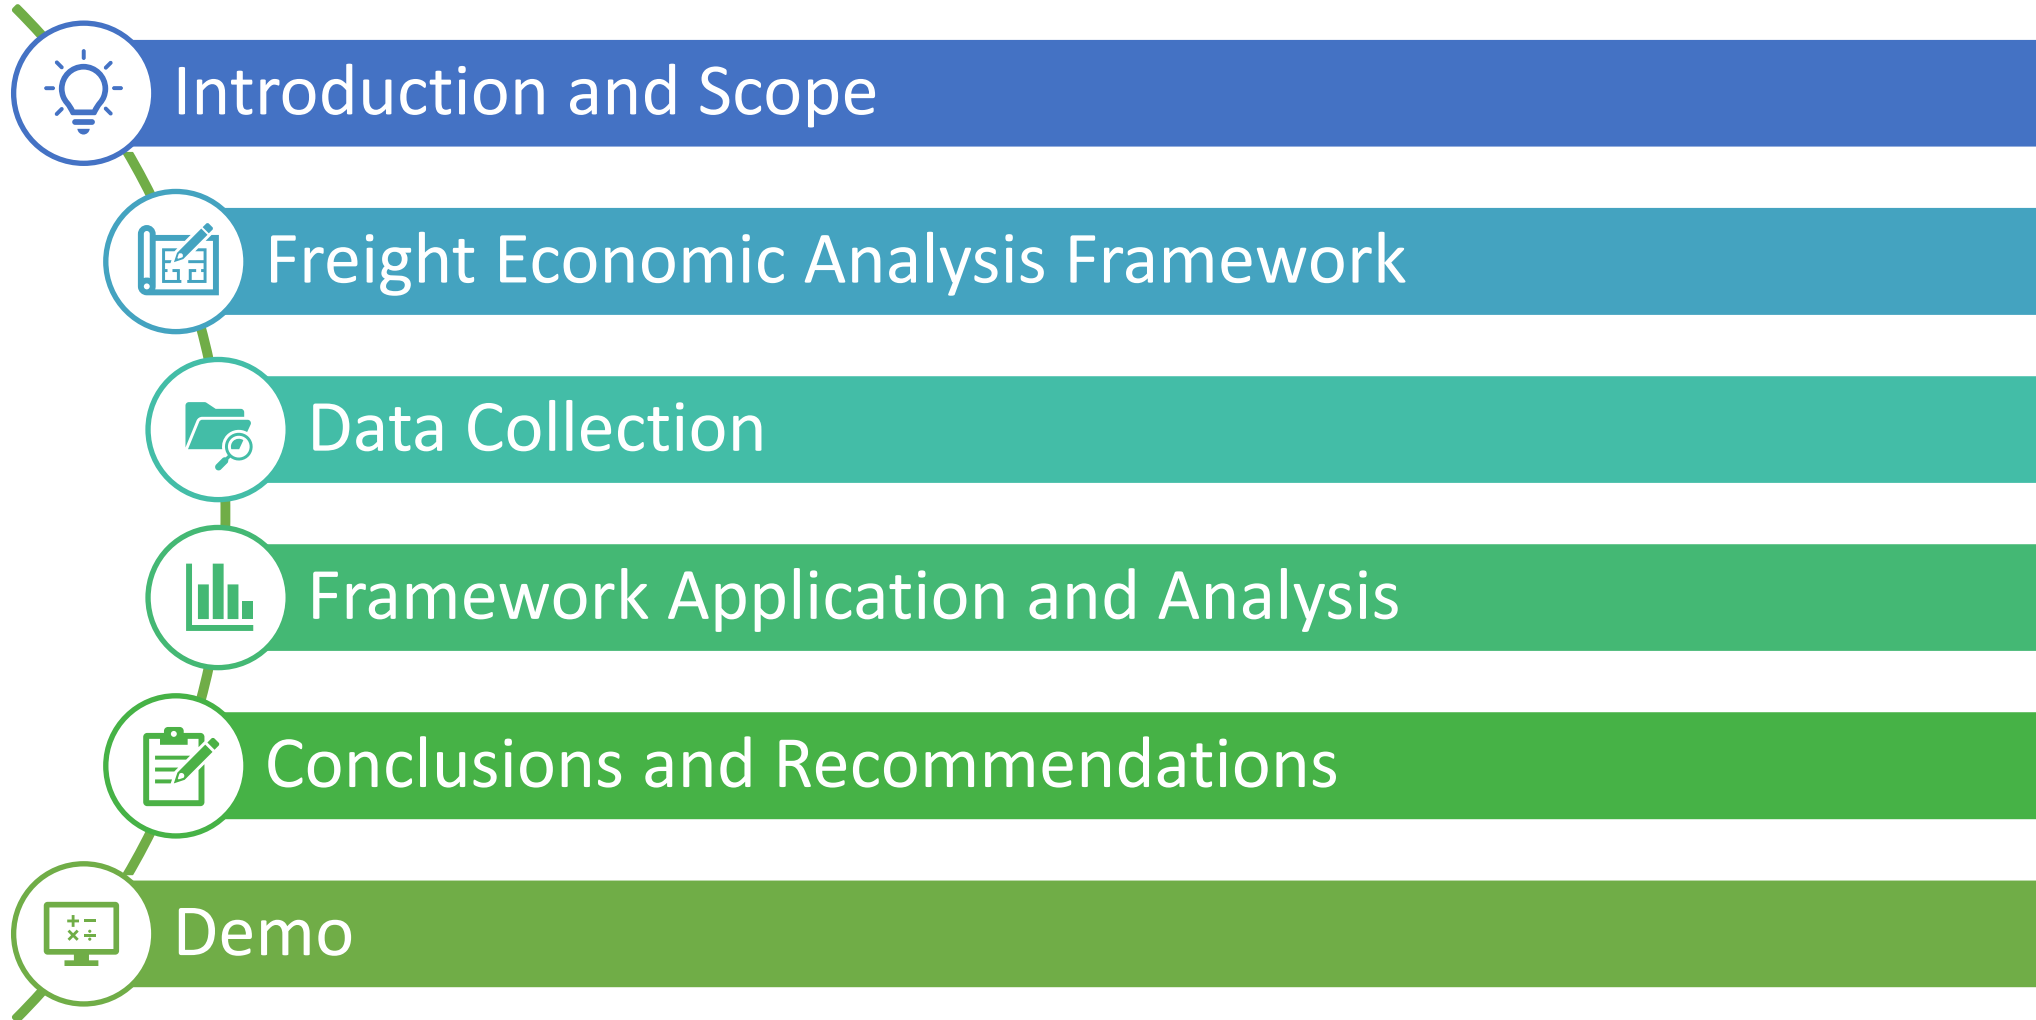 Introduction and Scope
Freight Economic Analysis Framework
Data Collection
Framework Application and Analysis
Conclusions and Recommendations
Demo